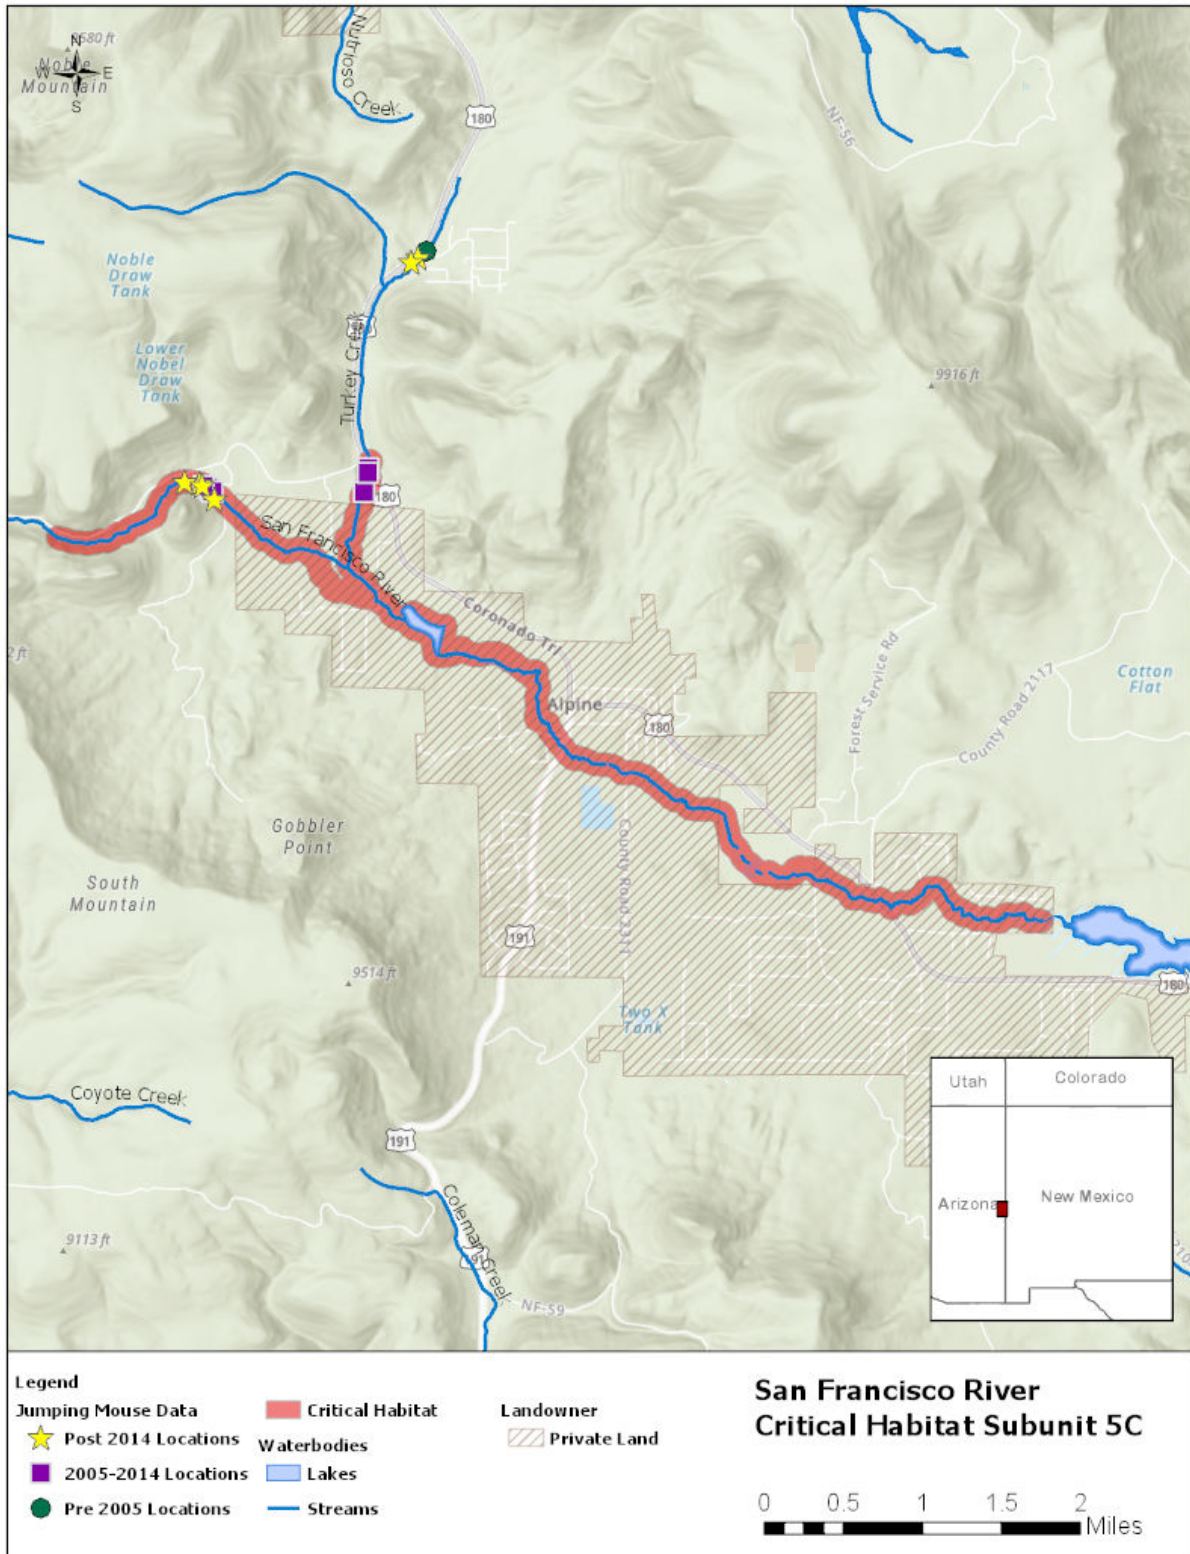 9680 ft
Noble
Mountain
N
W E
S
Nutrioso Creek
180
NF-56
Noble
Draw
Tank
Lower
Nobel
Draw
Tank
Turkey Creek
9916 ft
180
San Francisco River
Coronado Trl
2 ft
Alpine
180
Forest Service Rd
County Road 2117
Cotton
Flat
Gobbler
Point
South
Mountain
County Road 2311
191
9514 ft
180
Two X
Tank
Coyote Creek
191
Coleman Creek
9113 ft
NF-59
Utah
Colorado
Arizona
New Mexico
Legend
Jumping Mouse Data
Post 2014 Locations
2005-2014 Locations
Pre 2005 Locations
Critical Habitat
Waterbodies
Lakes
Streams
Landowner
Private Land
San Francisco River
Critical Habitat Subunit 5C
0 0.5 1 1.5 2
Miles